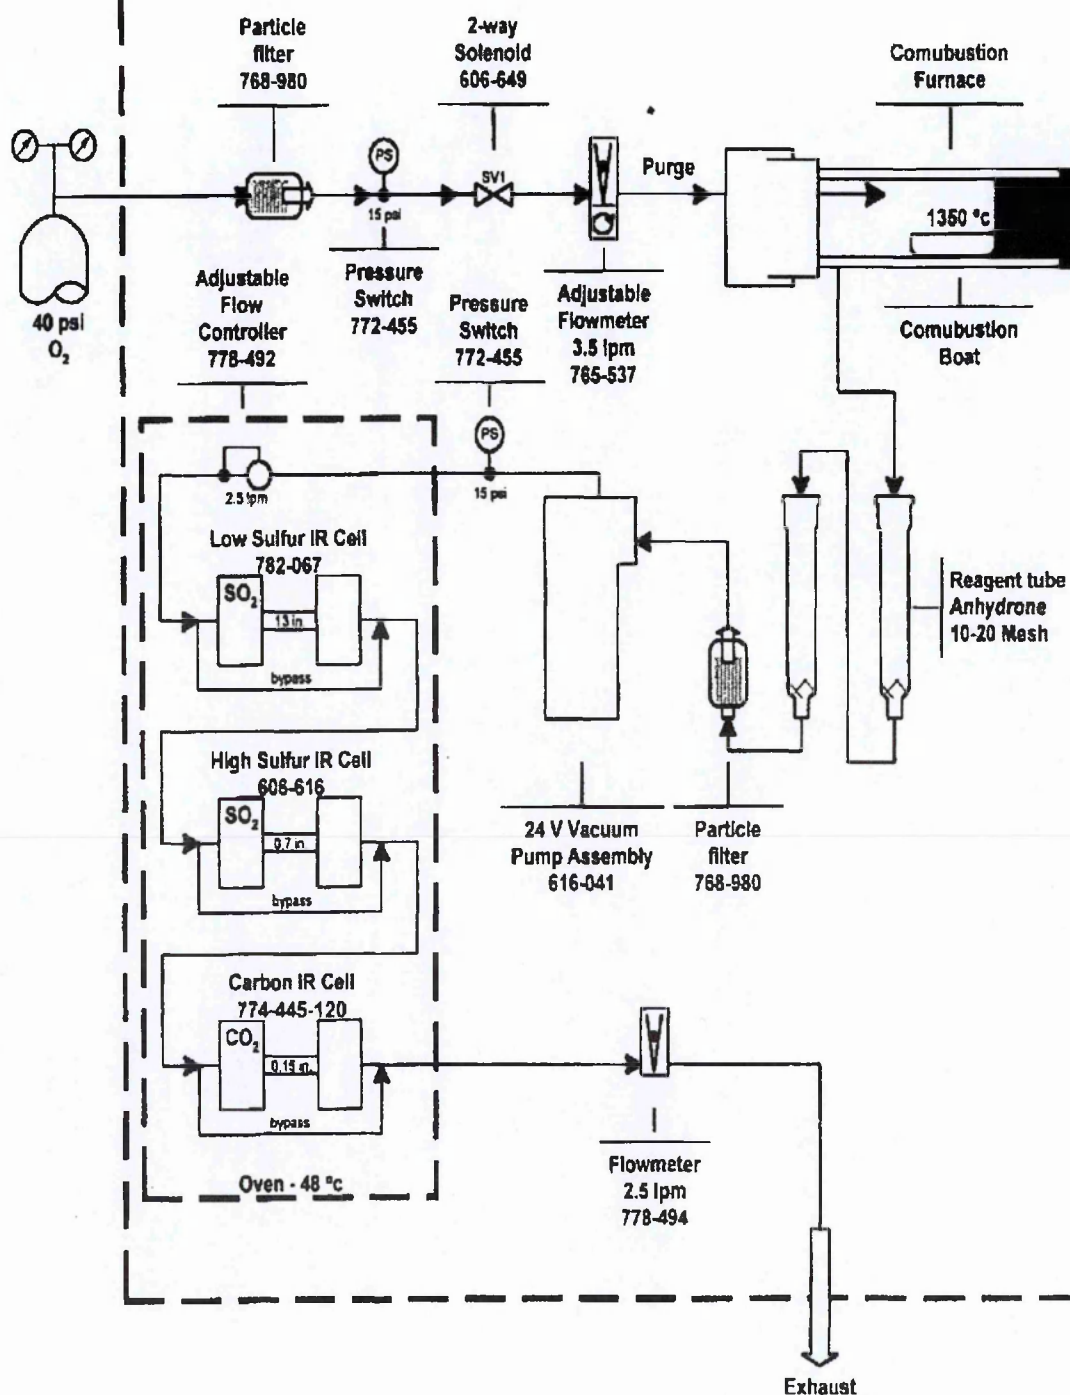 Particle
filter
768-980
2-way
Solenoid
606-649
Comubustion
Furnace
PS
SV1
Purge
15 psi
1350 °c
40 psi
O₂
Adjustable
Flow
Controller
778-492
Pressure
Switch
772-455
Pressure
Switch
772-455
Adjustable
Flowmeter
3.5 lpm
765-537
Comubustion
Boat
PS
2.5 lpm
15 psi
Low Sulfur IR Cell
782-067
SO₂
13 in
bypass
Reagent tube
Anhydrone
10-20 Mesh
High Sulfur IR Cell
608-616
SO₂
0.7 in
bypass
24 V Vacuum
Pump Assembly
616-041
Particle
filter
768-980
Carbon IR Cell
774-445-120
CO₂
0.15 in.
bypass
Oven - 48 °c
Flowmeter
2.5 lpm
778-494
Exhaust